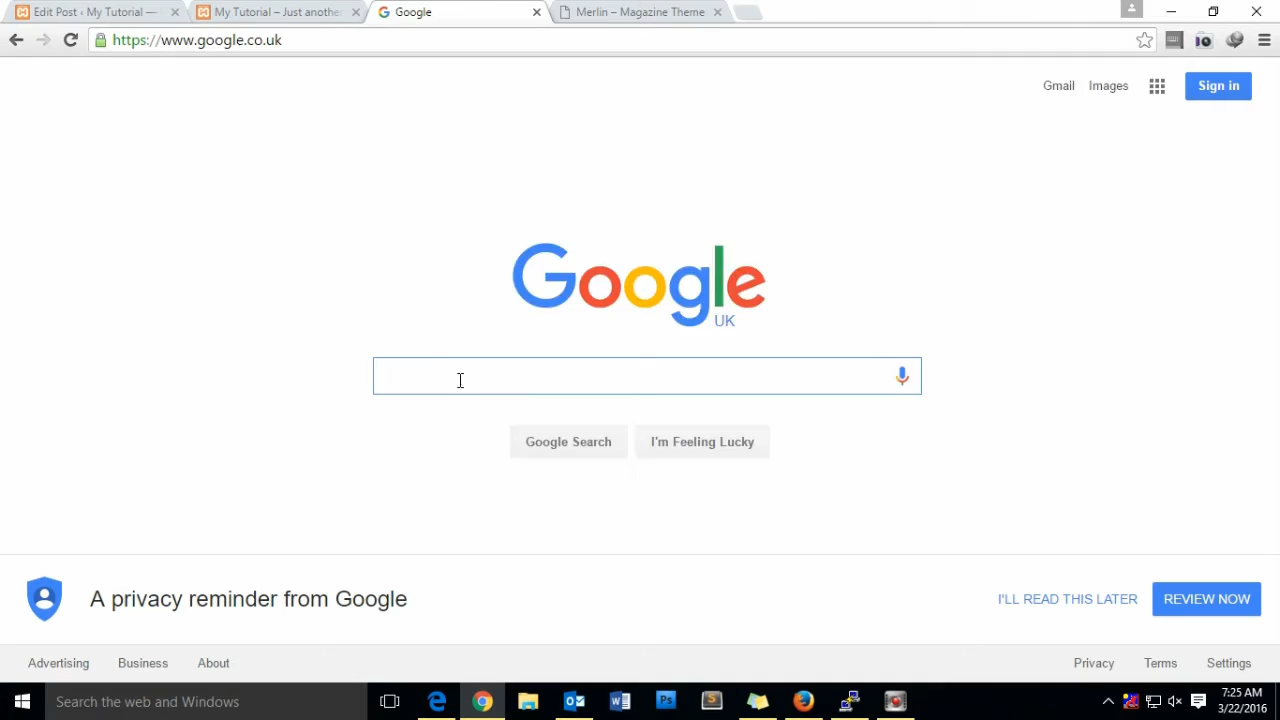 Edit Post ‹ My Tutorial —
My Tutorial – Just anothe
Google
Merlin – Magazine Theme
https://www.google.co.uk
Gmail Images Sign in
Google
UK
Google Search I'm Feeling Lucky
A privacy reminder from Google
I'LL READ THIS LATER REVIEW NOW
Advertising Business About Privacy Terms Settings
Search the web and Windows
Ps
S
7:25 AM
3/22/2016